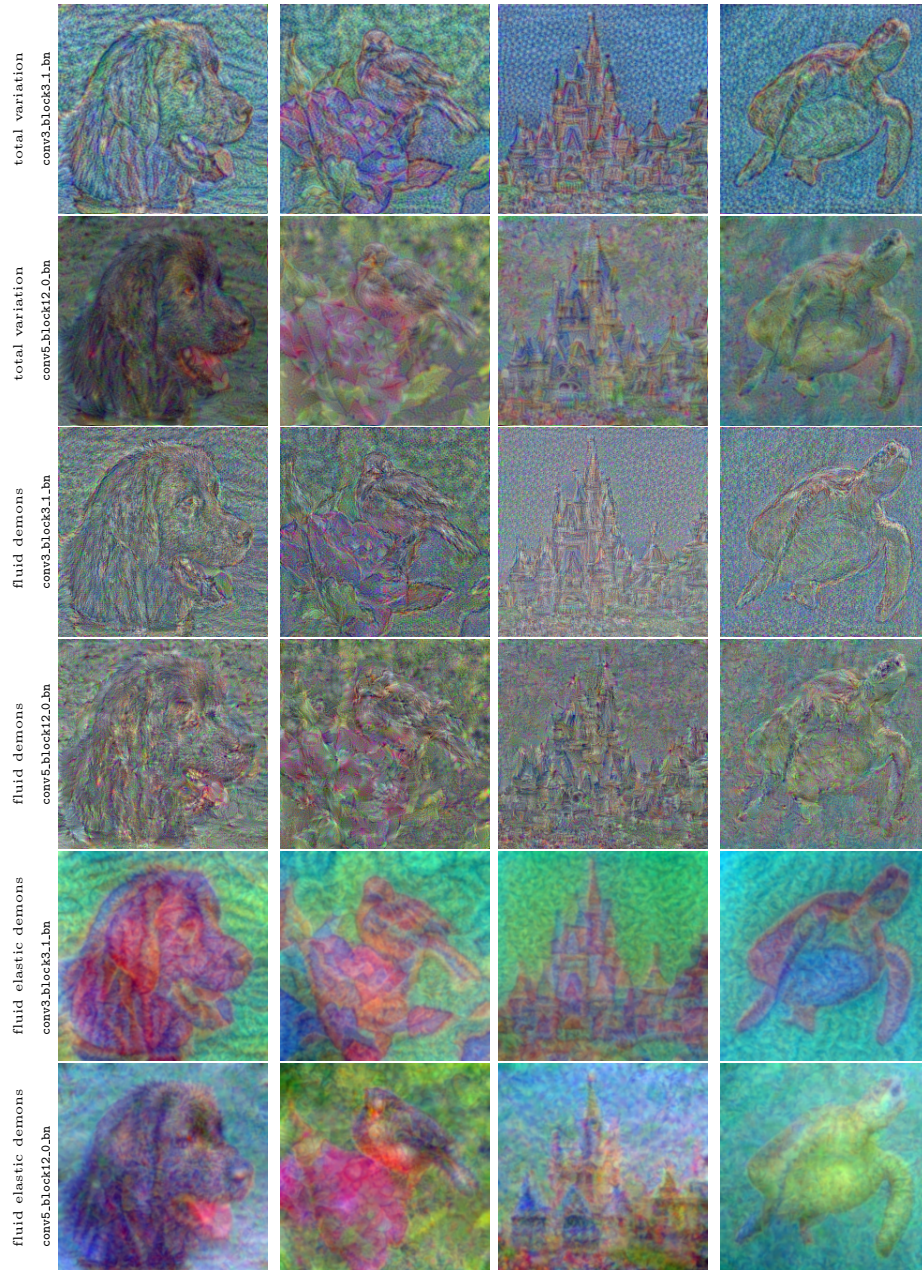 total variation
conv3_block3_1_bn
total variation
conv5_block12_0_bn
fluid demons
conv3_block3_1_bn
fluid demons
conv5_block12_0_bn
fluid elastic demons
conv3_block3_1_bn
fluid elastic demons
conv5_block12_0_bn